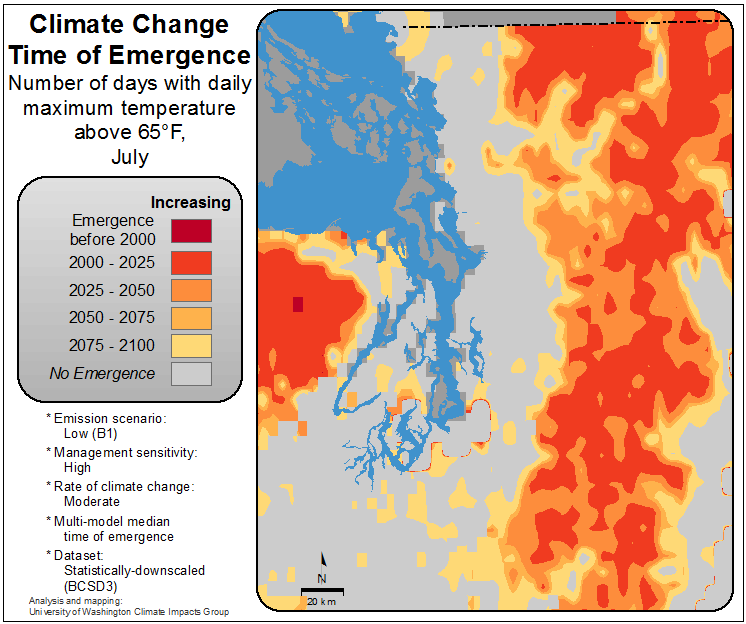 Climate Change
Time of Emergence
Number of days with daily
maximum temperature
above 65°F,
July
Increasing
Emergence
before 2000
2000 - 2025
2025 - 2050
2050 - 2075
2075 - 2100
No Emergence
* Emission scenario:
Low (B1)
* Management sensitivity:
High
* Rate of climate change:
Moderate
* Multi-model median
time of emergence
* Dataset:
Statistically-downscaled
(BCSD3)
Analysis and mapping:
University of Washington Climate Impacts Group
N
20 km